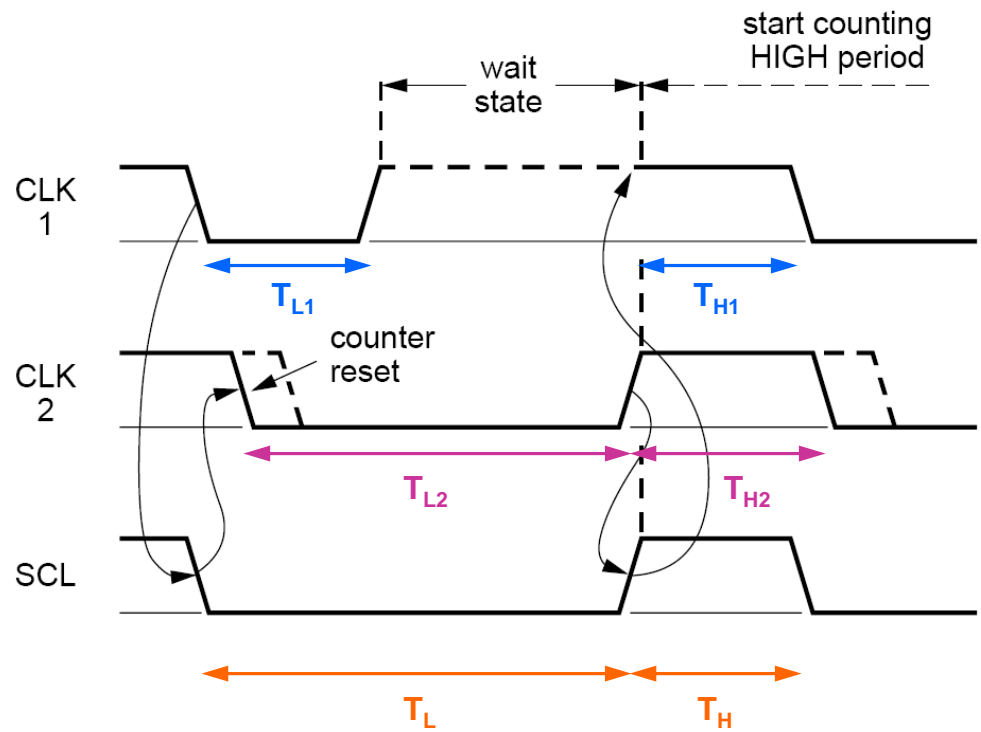 start counting
HIGH period
wait
state
CLK
1
TL1
TH1
counter
reset
CLK
2
TL2
TH2
SCL
TL
TH